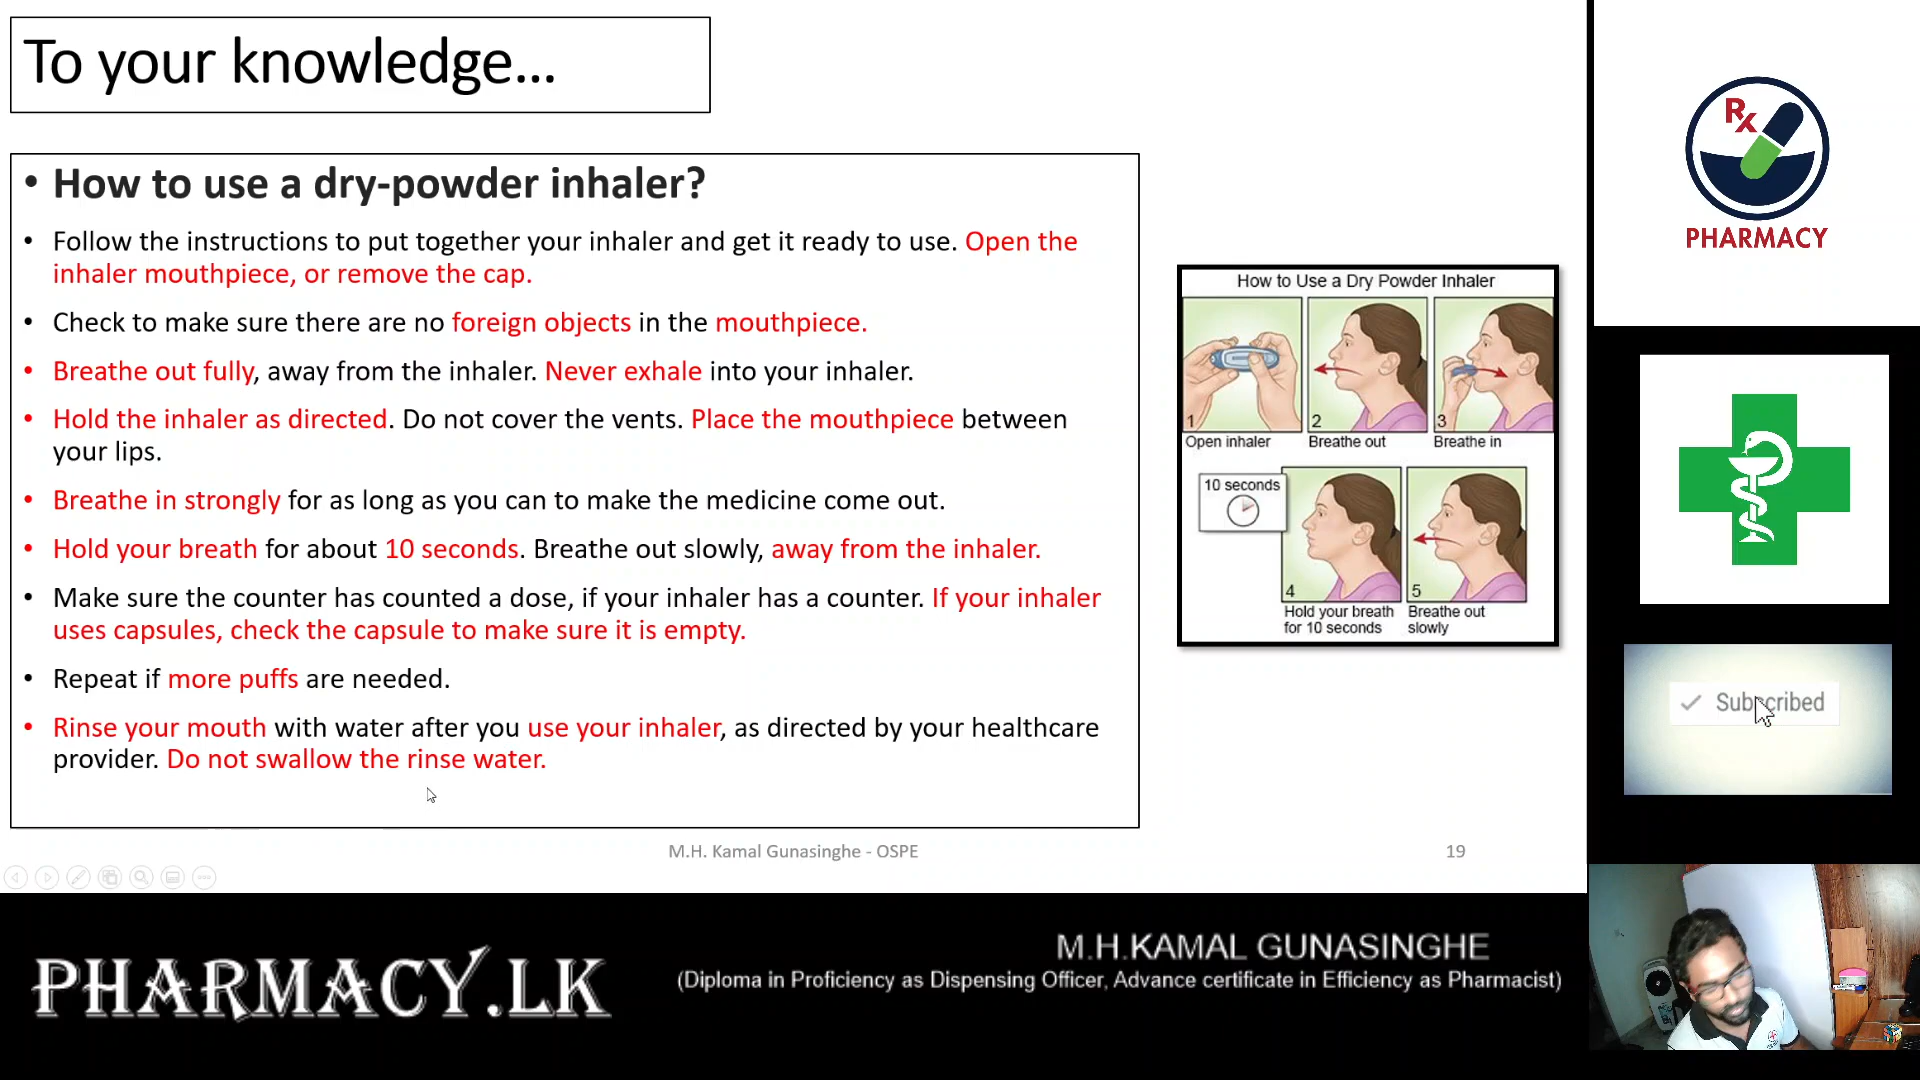 To your knowledge...
• How to use a dry-powder inhaler?
• Follow the instructions to put together your inhaler and get it ready to use. Open the
inhaler mouthpiece, or remove the cap.
• Check to make sure there are no foreign objects in the mouthpiece.
• Breathe out fully, away from the inhaler. Never exhale into your inhaler.
• Hold the inhaler as directed. Do not cover the vents. Place the mouthpiece between
your lips.
• Breathe in strongly for as long as you can to make the medicine come out.
• Hold your breath for about 10 seconds. Breathe out slowly, away from the inhaler.
• Make sure the counter has counted a dose, if your inhaler has a counter. If your inhaler
uses capsules, check the capsule to make sure it is empty.
• Repeat if more puffs are needed.
• Rinse your mouth with water after you use your inhaler, as directed by your healthcare
provider. Do not swallow the rinse water.
How to Use a Dry Powder Inhaler
1 2 3
Open inhaler Breathe out Breathe in
10 seconds
4 5
Hold your breath
for 10 seconds
Breathe out
slowly
M.H. Kamal Gunasinghe - OSPE
19
Rx
PHARMACY
Subscribed
PHARMACY.LK
M.H.KAMAL GUNASINGHE
(Diploma in Proficiency as Dispensing Officer, Advance certificate in Efficiency as Pharmacist)